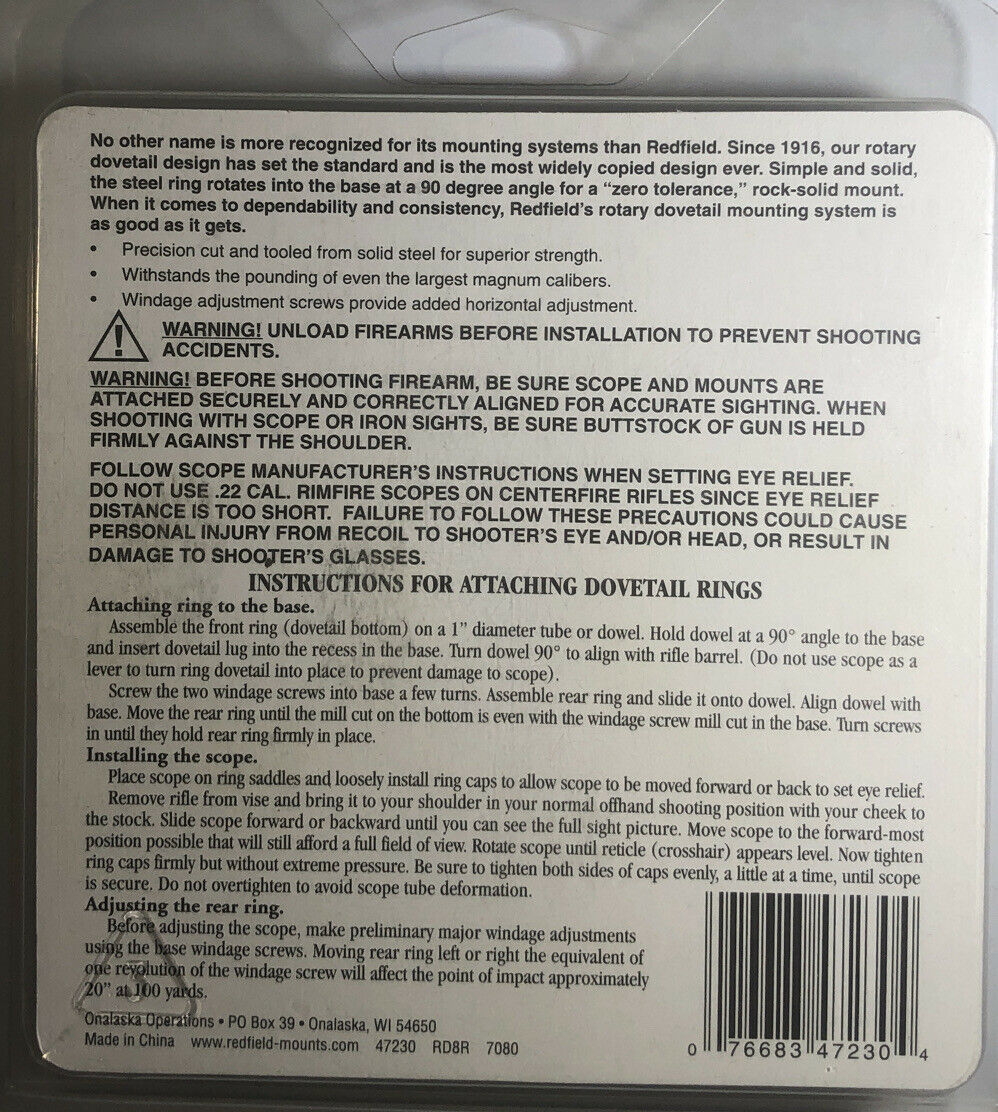 No other name is more recognized for its mounting systems than Redfield. Since 1916, our rotary
dovetail design has set the standard and is the most widely copied design ever. Simple and solid,
the steel ring rotates into the base at a 90 degree angle for a “zero tolerance,” rock-solid mount.
When it comes to dependability and consistency, Redfield’s rotary dovetail mounting system is
as good as it gets.
• Precision cut and tooled from solid steel for superior strength.
• Withstands the pounding of even the largest magnum calibers.
• Windage adjustment screws provide added horizontal adjustment.
WARNING! UNLOAD FIREARMS BEFORE INSTALLATION TO PREVENT SHOOTING
ACCIDENTS.
WARNING! BEFORE SHOOTING FIREARM, BE SURE SCOPE AND MOUNTS ARE
ATTACHED SECURELY AND CORRECTLY ALIGNED FOR ACCURATE SIGHTING. WHEN
SHOOTING WITH SCOPE OR IRON SIGHTS, BE SURE BUTTSTOCK OF GUN IS HELD
FIRMLY AGAINST THE SHOULDER.
FOLLOW SCOPE MANUFACTURER’S INSTRUCTIONS WHEN SETTING EYE RELIEF.
DO NOT USE .22 CAL. RIMFIRE SCOPES ON CENTERFIRE RIFLES SINCE EYE RELIEF
DISTANCE IS TOO SHORT. FAILURE TO FOLLOW THESE PRECAUTIONS COULD CAUSE
PERSONAL INJURY FROM RECOIL TO SHOOTER’S EYE AND/OR HEAD, OR RESULT IN
DAMAGE TO SHOOTER’S GLASSES.
INSTRUCTIONS FOR ATTACHING DOVETAIL RINGS
Attaching ring to the base.
Assemble the front ring (dovetail bottom) on a 1” diameter tube or dowel. Hold dowel at a 90° angle to the base
and insert dovetail lug into the recess in the base. Turn dowel 90° to align with rifle barrel. (Do not use scope as a
lever to turn ring dovetail into place to prevent damage to scope).
Screw the two windage screws into base a few turns. Assemble rear ring and slide it onto dowel. Align dowel with
base. Move the rear ring until the mill cut on the bottom is even with the windage screw mill cut in the base. Turn screws
in until they hold rear ring firmly in place.
Installing the scope.
Place scope on ring saddles and loosely install ring caps to allow scope to be moved forward or back to set eye relief.
Remove rifle from vise and bring it to your shoulder in your normal offhand shooting position with your cheek to
the stock. Slide scope forward or backward until you can see the full sight picture. Move scope to the forward-most
position possible that will still afford a full field of view. Rotate scope until reticle (crosshair) appears level. Now tighten
ring caps firmly but without extreme pressure. Be sure to tighten both sides of caps evenly, a little at a time, until scope
is secure. Do not overtighten to avoid scope tube deformation.
Adjusting the rear ring.
Before adjusting the scope, make preliminary major windage adjustments
using the base windage screws. Moving rear ring left or right the equivalent of
one revolution of the windage screw will affect the point of impact approximately
20” at 100 yards.
3
Onalaska Operations • PO Box 39 • Onalaska, WI 54650
Made in China www.redfield-mounts.com 47230 RD8R 7080
0 76683 47230 4